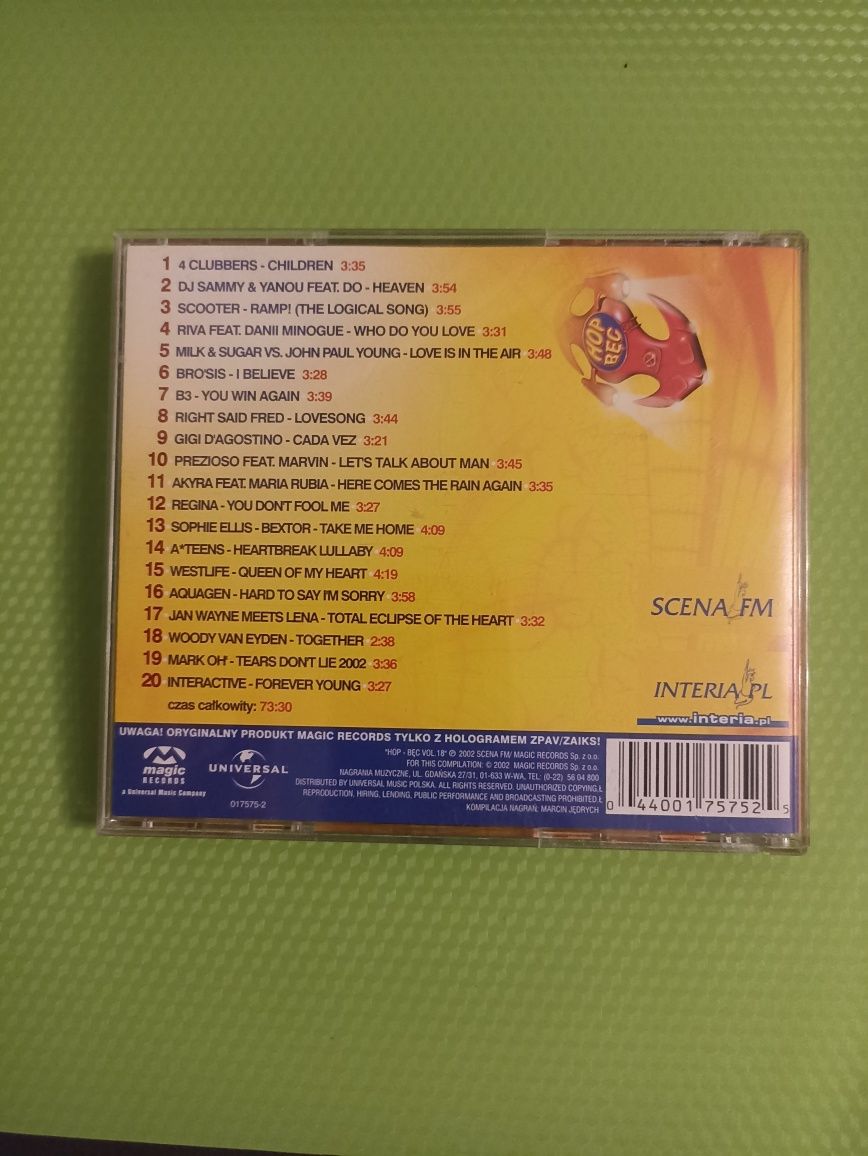 1 4 CLUBBERS - CHILDREN 3:35
2 DJ SAMMY & YANOU FEAT. DO - HEAVEN 3:54
3 SCOOTER - RAMP! (THE LOGICAL SONG) 3:55
4 RIVA FEAT. DANII MINOGUE - WHO DO YOU LOVE 3:31
5 MILK & SUGAR VS. JOHN PAUL YOUNG - LOVE IS IN THE AIR 3:48
6 BRO'SIS - I BELIEVE 3:28
7 B3 - YOU WIN AGAIN 3:39
8 RIGHT SAID FRED - LOVESONG 3:44
9 GIGI D'AGOSTINO - CADA VEZ 3:21
10 PREZIOSO FEAT. MARVIN - LET'S TALK ABOUT MAN 3:45
11 AKYRA FEAT. MARIA RUBIA - HERE COMES THE RAIN AGAIN 3:35
12 REGINA - YOU DON'T FOOL ME 3:27
13 SOPHIE ELLIS - BEXTOR - TAKE ME HOME 4:09
14 A*TEENS - HEARTBREAK LULLABY 4:09
15 WESTLIFE - QUEEN OF MY HEART 4:19
16 AQUAGEN - HARD TO SAY I'M SORRY 3:58
17 JAN WAYNE MEETS LENA - TOTAL ECLIPSE OF THE HEART 3:32
18 WOODY VAN EYDEN - TOGETHER 2:38
19 MARK OH' - TEARS DON'T LIE 2002 3:36
20 INTERACTIVE - FOREVER YOUNG 3:27
czas całkowity: 73:30
HOP
BĘC
SCENA FM
INTERIA PL
www.interia.pl
UWAGA! ORYGINALNY PRODUKT MAGIC RECORDS TYLKO Z HOLOGRAMEM ZPAV/ZAIKS!
magic
RECORDS
a Universal Music Company
UNIVERSAL
017575-2
"HOP - BĘC VOL.18" ℗ 2002 SCENA FM/ MAGIC RECORDS Sp. z o.o.
FOR THIS COMPILATION: © 2002 MAGIC RECORDS Sp. z o.o.
NAGRANIA MUZYCZNE, UL. GDAŃSKA 27/31, 01-633 W-WA, TEL: (0-22) 56 04 800
DISTRIBUTED BY UNIVERSAL MUSIC POLSKA. ALL RIGHTS RESERVED. UNAUTHORIZED COPYING,Ł
REPRODUCTION, HIRING, LENDING, PUBLIC PERFORMANCE AND BROADCASTING PROHIBITED.Ł
KOMPILACJA NAGRAŃ: MARCIN JĘDRYCH
0 44001 75752 5